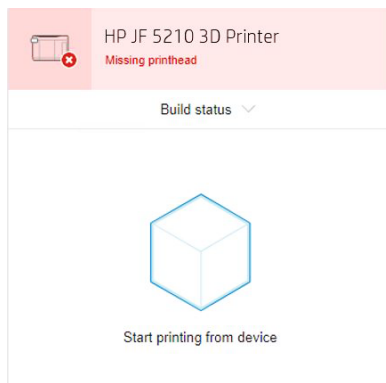 HP JF 5210 3D Printer
Missing printhead
Build status
Start printing from device